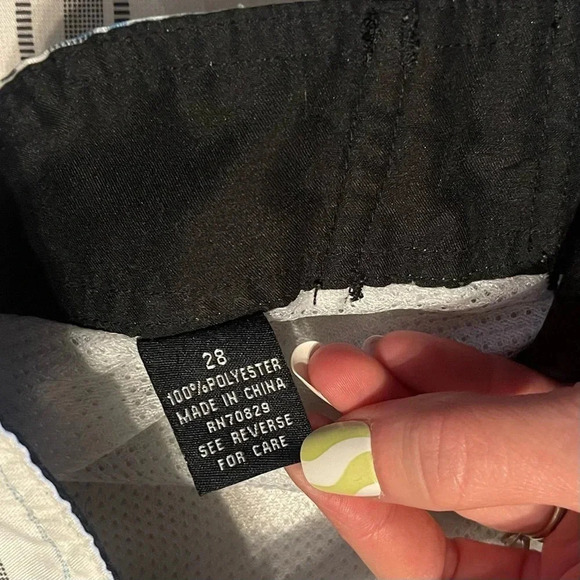 28
100%POLYESTER
MADE IN CHINA
RN70829
SEE REVERSE
FOR CARE